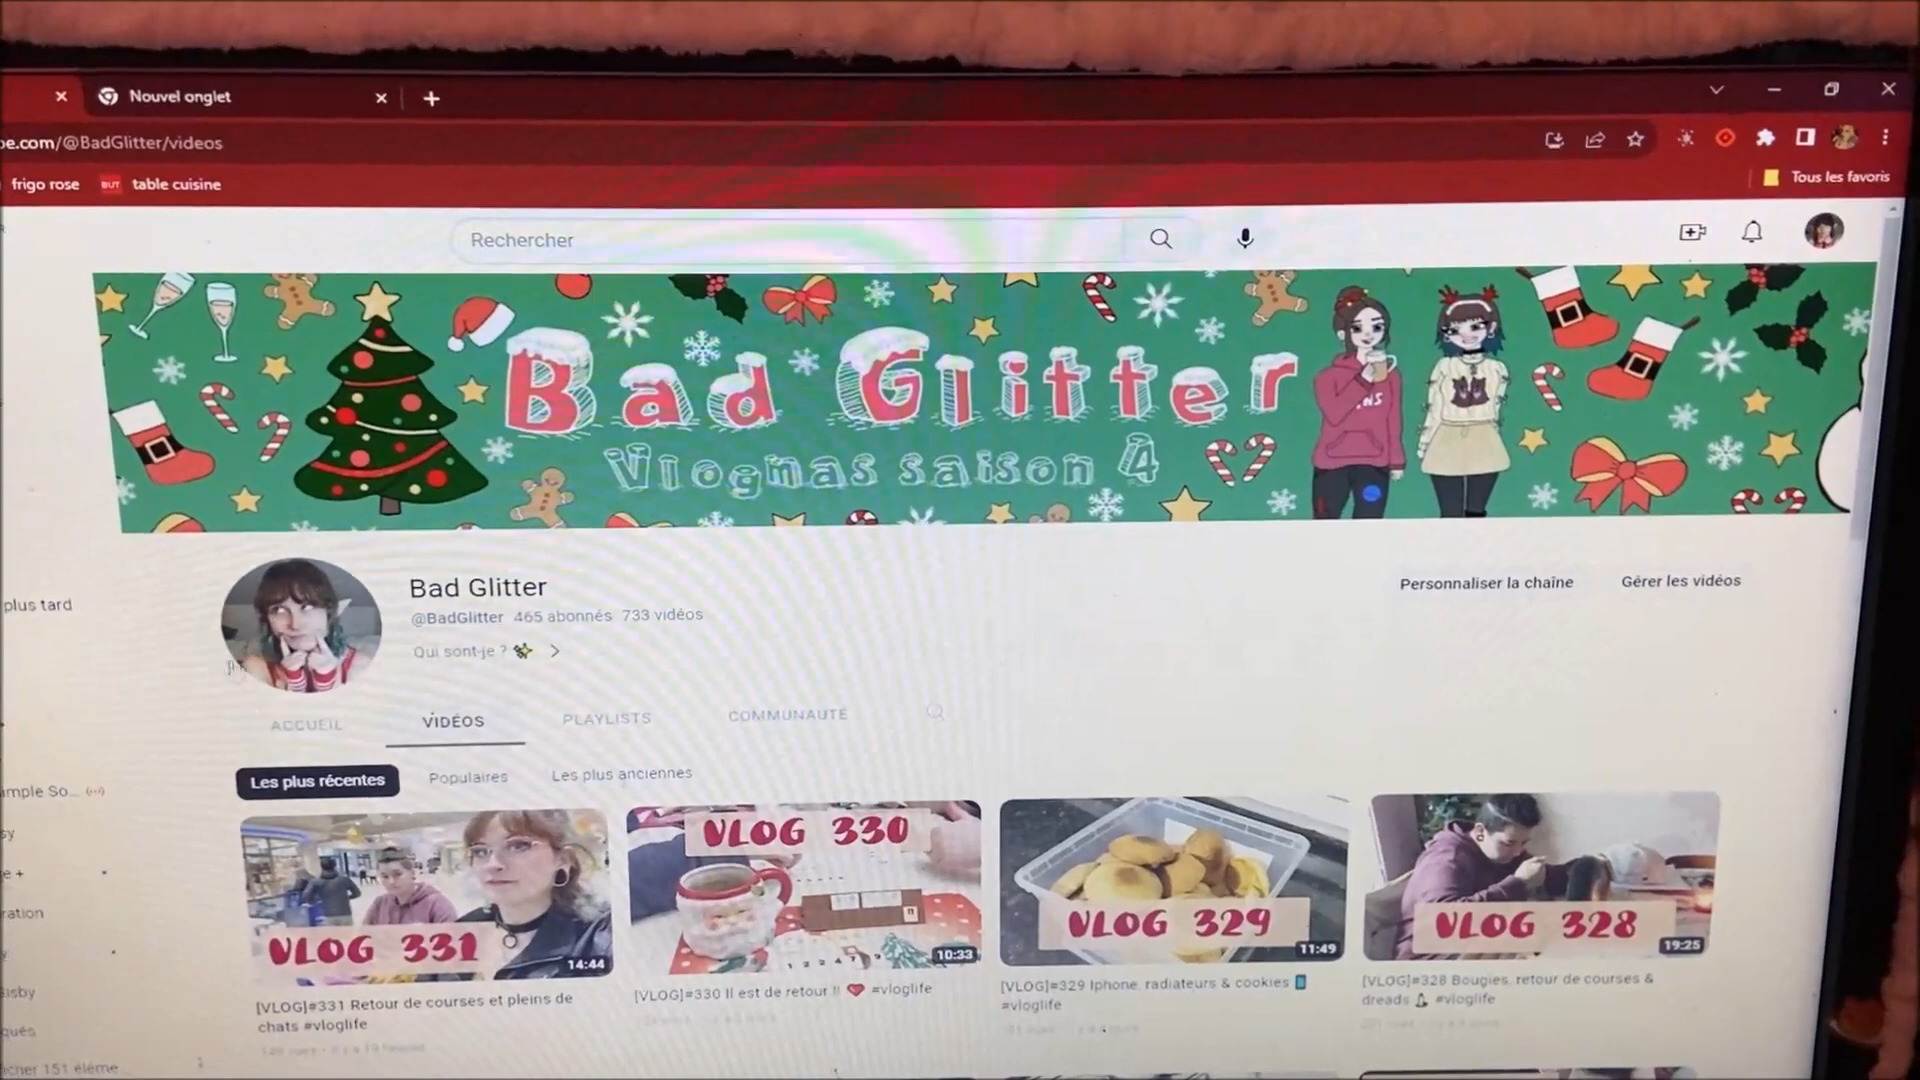 Nouvel onglet
be.com/@BadGlitter/videos
frigo rose
BUT
table cuisine
Tous les favoris
Rechercher
Bad Glitter
Vlogmas saison 4
Bad Glitter
@BadGlitter 465 abonnés 733 vidéos
Qui sont-je ?
Personnaliser la chaîne
Gérer les vidéos
plus tard
ACCUEIL
VIDÉOS
PLAYLISTS
COMMUNAUTÉ
Les plus récentes
Populaires
Les plus anciennes
VLOG 331
14:44
VLOG 330
10:33
VLOG 329
11:49
VLOG 328
19:25
[VLOG]#331 Retour de courses et pleins de
chats #vloglife
[VLOG]#330 Il est de retour !! #vloglife
[VLOG]#329 Iphone, radiateurs & cookies
#vloglife
[VLOG]#328 Bougies, retour de courses &
dreads #vloglife